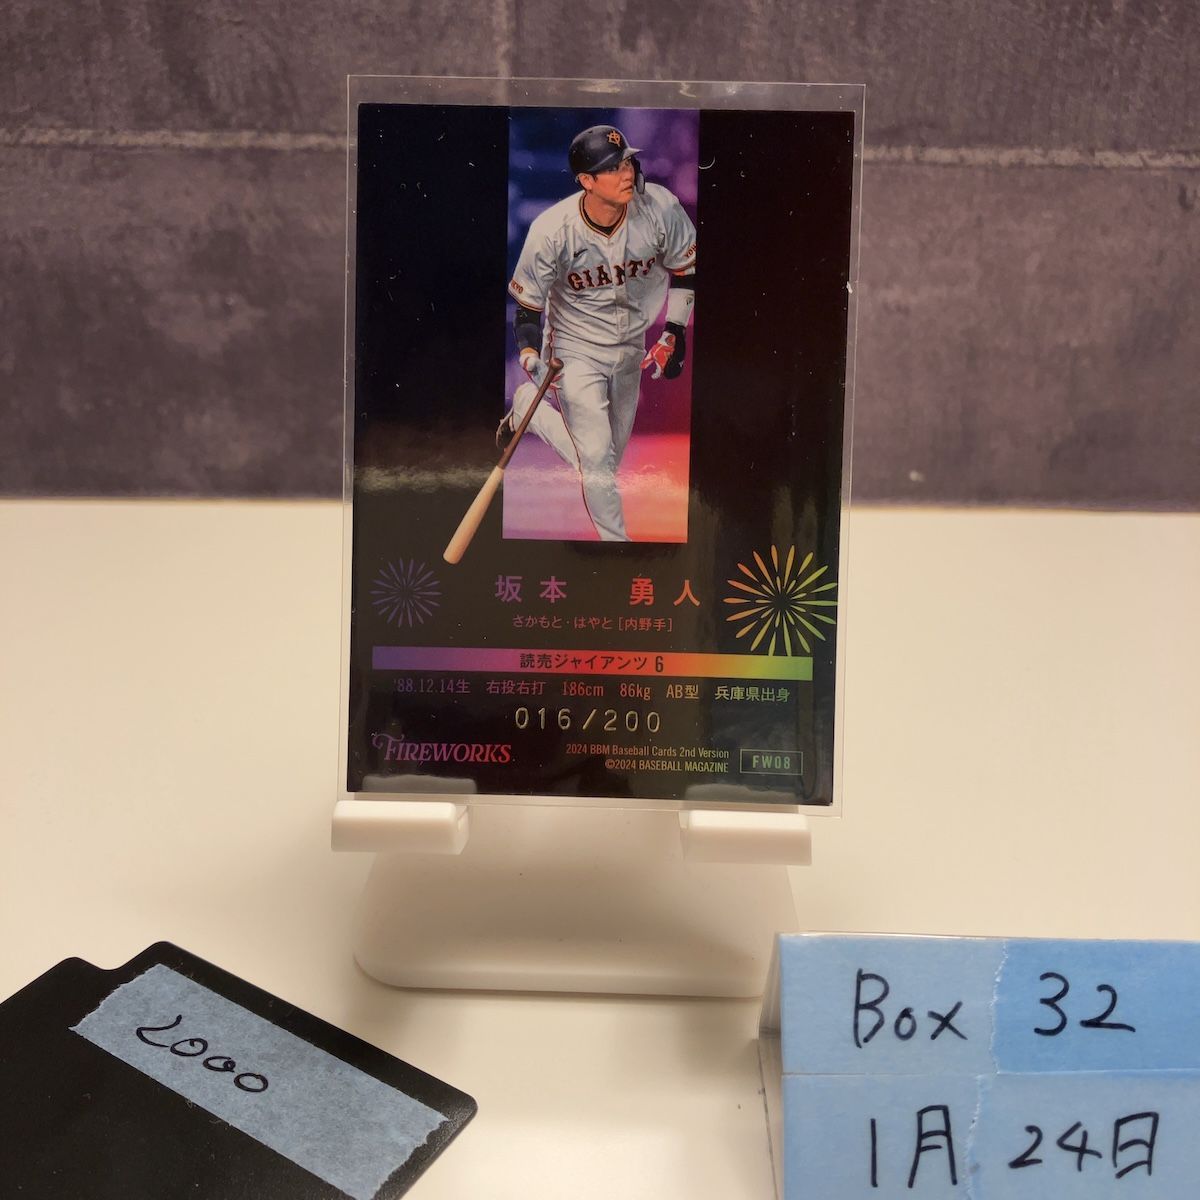 GIANTS
坂本 勇人
さかもと・はやと [内野手]
読売ジャイアンツ 6
'88.12.14生 右投右打 186cm 86kg AB型 兵庫県出身
016/200
FIREWORKS
2024 BBM Baseball Cards 2nd Version
©2024 BASEBALL MAGAZINE
FW08
2000
Box 32
1月 24日